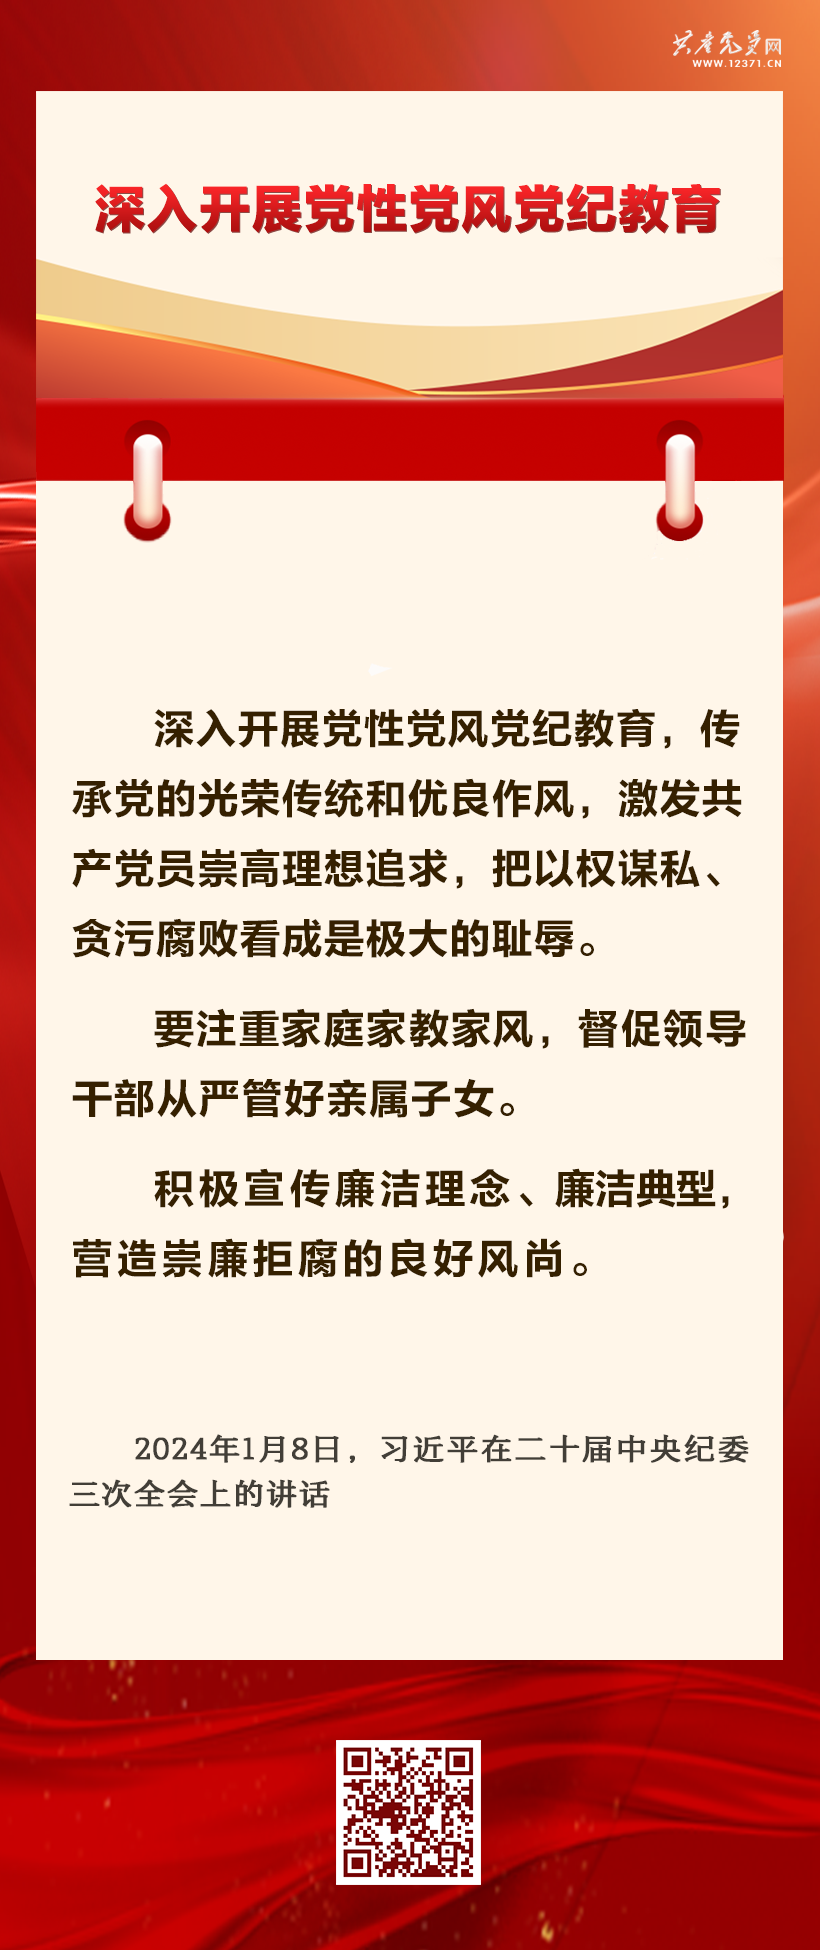 共产党员网
WWW.12371.CN
深入开展党性党风党纪教育
深入开展党性党风党纪教育，传
承党的光荣传统和优良作风，激发共
产党员崇高理想追求，把以权谋私、
贪污腐败看成是极大的耻辱。
要注重家庭家教家风，督促领导
干部从严管好亲属子女。
积极宣传廉洁理念、廉洁典型，
营造崇廉拒腐的良好风尚。
2024年1月8日，习近平在二十届中央纪委
三次全会上的讲话